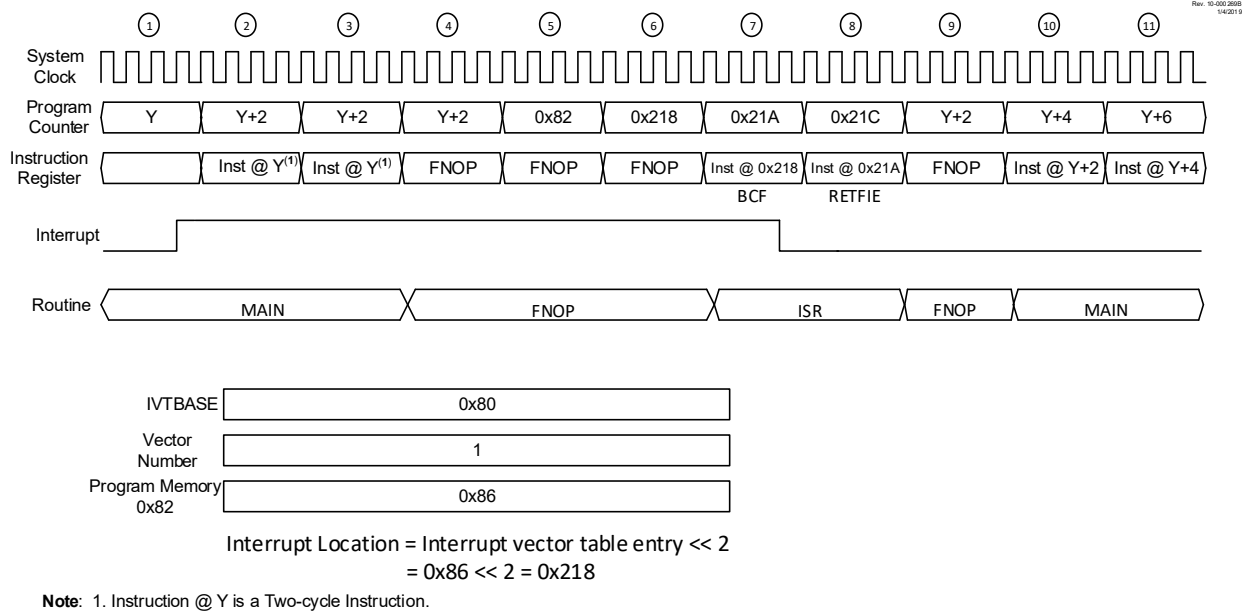 Rev. 10-000 269B
1/4/201 9
1 2 3 4 5 6 7 8 9 10 11
System
Clock
Program
Counter
Y Y+2 Y+2 Y+2 0x82 0x218 0x21A 0x21C Y+2 Y+4 Y+6
Instruction
Register
Inst @ Y(1) Inst @ Y(1) FNOP FNOP FNOP Inst @ 0x218 Inst @ 0x21A FNOP Inst @ Y+2 Inst @ Y+4
BCF RETFIE
Interrupt
Routine MAIN FNOP ISR FNOP MAIN
IVTBASE 0x80
Vector
Number
1
Program Memory
0x82
0x86
Interrupt Location = Interrupt vector table entry << 2
= 0x86 << 2 = 0x218
Note: 1. Instruction @ Y is a Two-cycle Instruction.